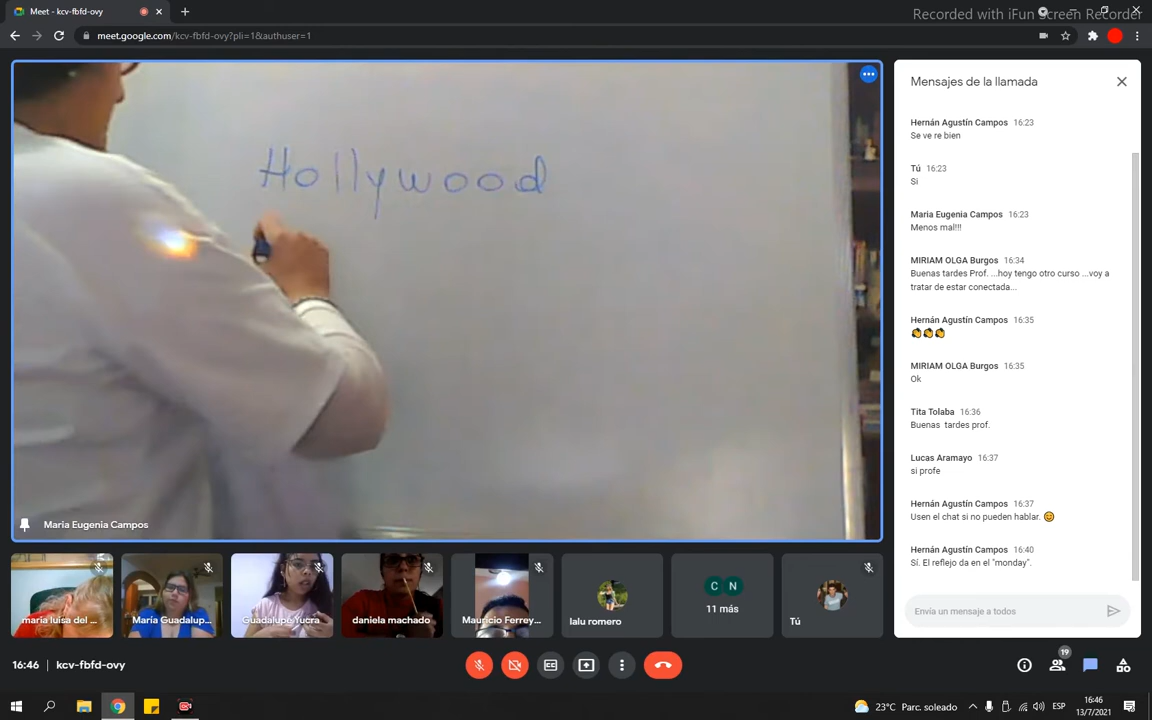 Meet - kcv-fbfd-ovy
Recorded with iFun Screen Recorder
meet.google.com/kcv-fbfd-ovy?pli=1&authuser=1
Hollywood
Maria Eugenia Campos
Mensajes de la llamada
Hernán Agustín Campos 16:23
Se ve re bien
Tú 16:23
Si
Maria Eugenia Campos 16:23
Menos mal!!!
MIRIAM OLGA Burgos 16:34
Buenas tardes Prof. ...hoy tengo otro curso ...voy a
tratar de estar conectada...
Hernán Agustín Campos 16:35
👏👏👏
MIRIAM OLGA Burgos 16:35
Ok
Tita Tolaba 16:36
Buenas tardes prof.
Lucas Aramayo 16:37
si profe
Hernán Agustín Campos 16:37
Usen el chat si no pueden hablar. 😊
Hernán Agustín Campos 16:40
Sí. El reflejo da en el "monday".
Envía un mensaje a todos
maria luisa del ...
María Guadalup...
Guadalupe Yucra
daniela machado
Mauricio Ferrey...
lalu romero
C N
11 más
Tú
16:46 | kcv-fbfd-ovy
19
23°C Parc. soleado
ESP
16:46
13/7/2021